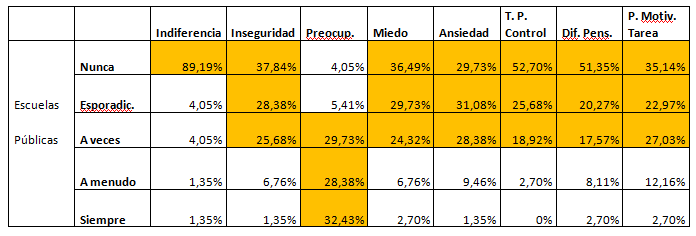 Indiferencia Inseguridad Preocup. Miedo Ansiedad T. P. Control Dif. Pens. P. Motiv. Tarea
Escuelas Públicas
Nunca 89,19% 37,84% 4,05% 36,49% 29,73% 52,70% 51,35% 35,14%
Esporadic. 4,05% 28,38% 5,41% 29,73% 31,08% 25,68% 20,27% 22,97%
A veces 4,05% 25,68% 29,73% 24,32% 28,38% 18,92% 17,57% 27,03%
A menudo 1,35% 6,76% 28,38% 6,76% 9,46% 2,70% 8,11% 12,16%
Siempre 1,35% 1,35% 32,43% 2,70% 1,35% 0% 2,70% 2,70%